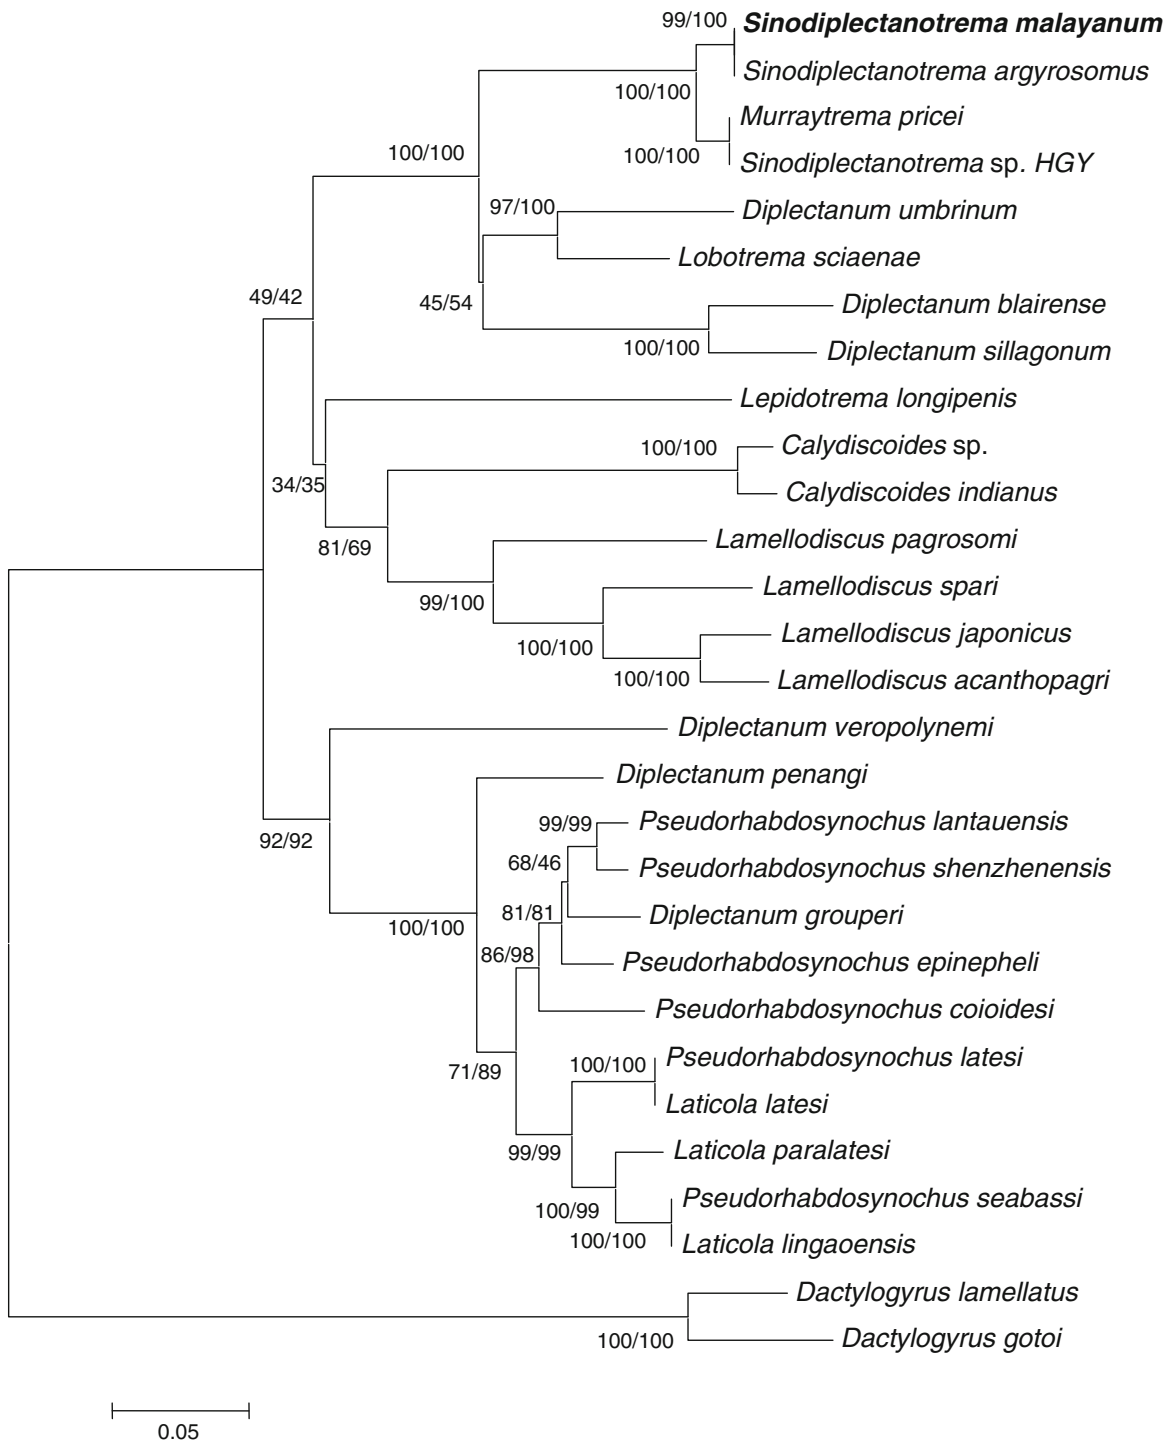 99/100
Sinodiplectanotrema malayanum
Sinodiplectanotrema argyrosomus
100/100
Murraytrema pricei
100/100
100/100
Sinodiplectanotrema sp. HGY
97/100
Diplectanum umbrinum
Lobotrema sciaenae
49/42
45/54
Diplectanum blairense
100/100
Diplectanum sillagonum
Lepidotrema longipenis
100/100
Calydiscoides sp.
34/35
Calydiscoides indianus
81/69
Lamellodiscus pagrosomi
99/100
Lamellodiscus spari
100/100
Lamellodiscus japonicus
100/100
Lamellodiscus acanthopagri
Diplectanum veropolynemi
Diplectanum penangi
92/92
99/99
Pseudorhabdosynochus lantauensis
68/46
Pseudorhabdosynochus shenzhenensis
81/81
Diplectanum grouperi
100/100
86/98
Pseudorhabdosynochus epinepheli
Pseudorhabdosynochus coioidesi
71/89
100/100
Pseudorhabdosynochus latesi
Laticola latesi
99/99
Laticola paralatesi
100/99
Pseudorhabdosynochus seabassi
100/100
Laticola lingaoensis
Dactylogyrus lamellatus
100/100
Dactylogyrus gotoi
0.05